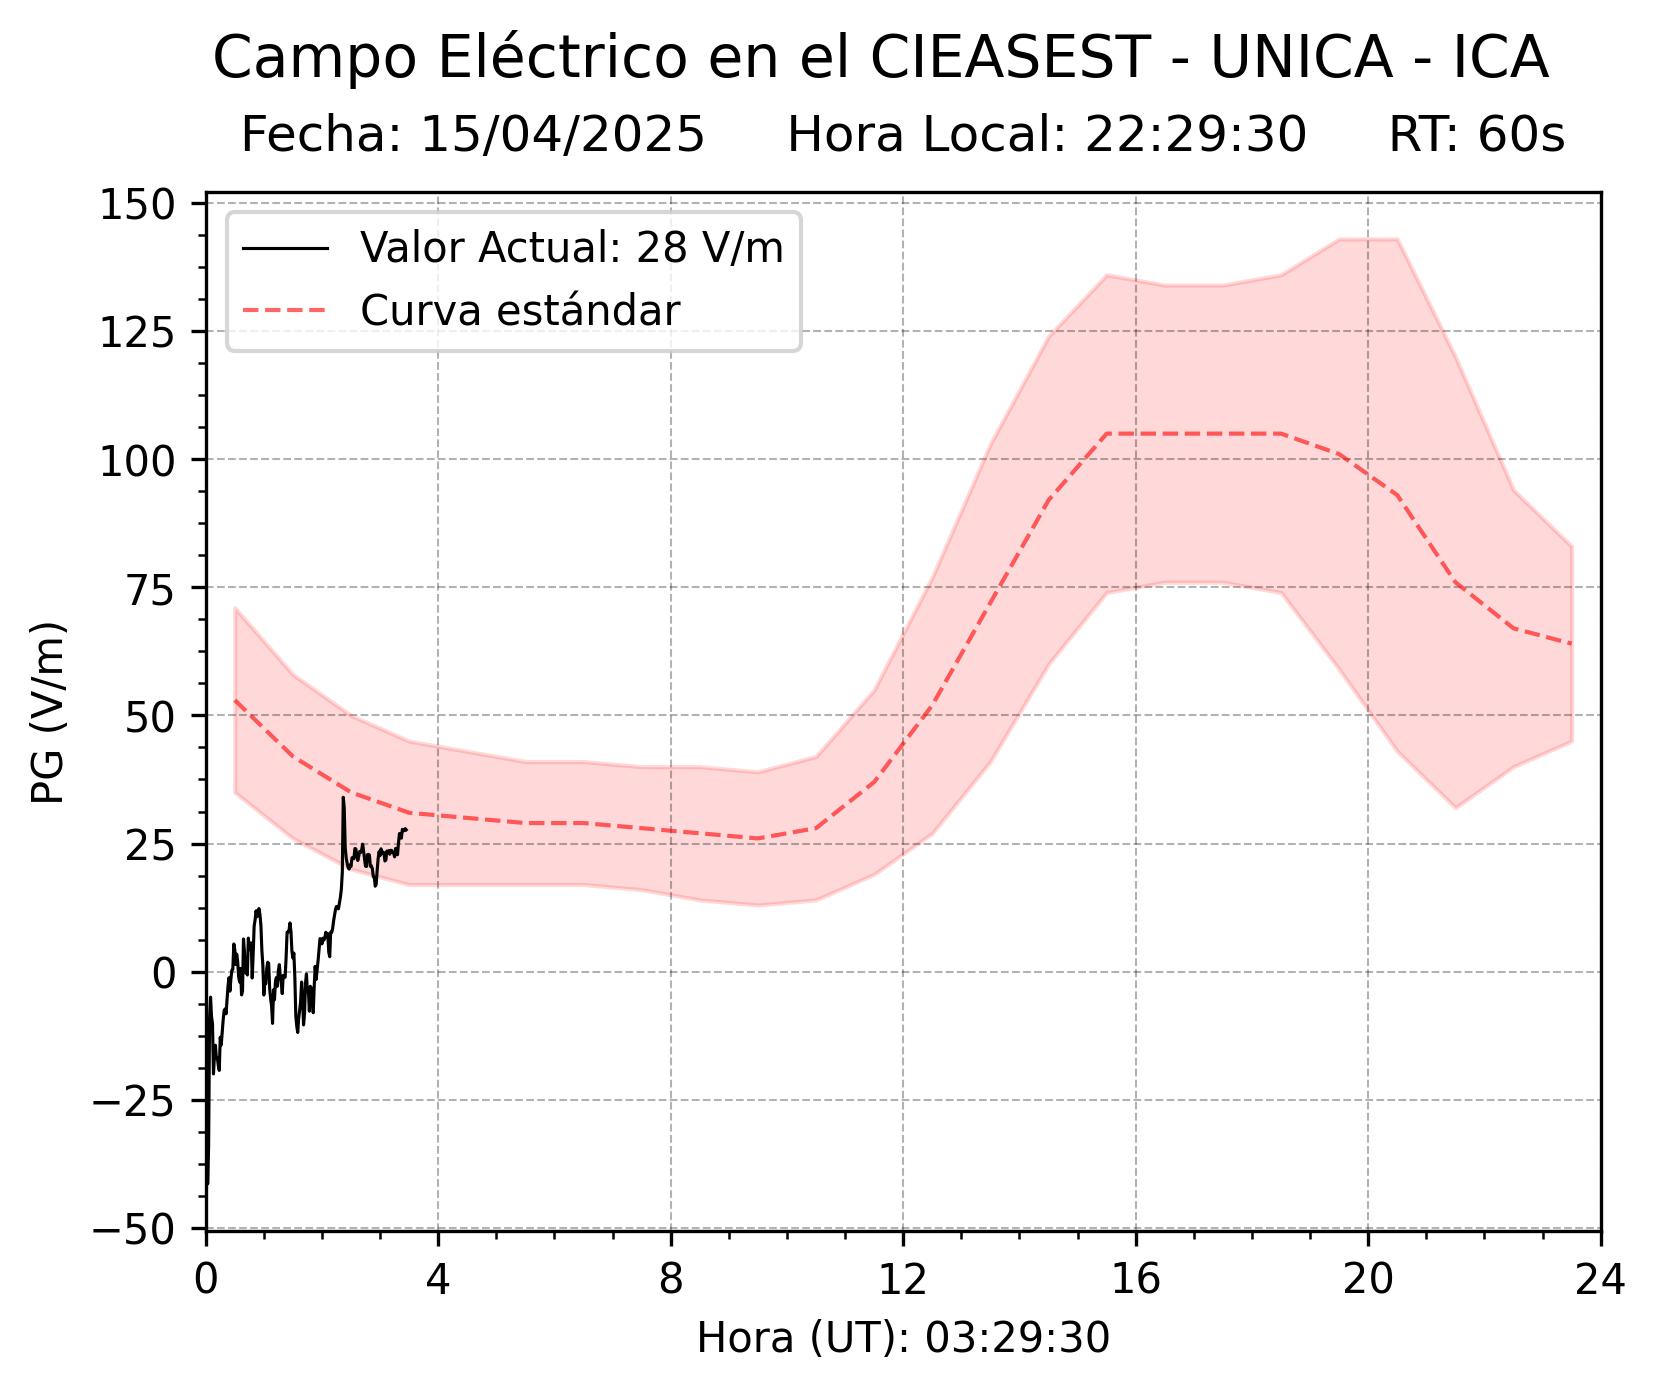 Campo Eléctrico en el CIEASEST - UNICA - ICA
Fecha: 15/04/2025 Hora Local: 22:29:30 RT: 60s
Valor Actual: 28 V/m
Curva estándar
PG (V/m)
150
125
100
75
50
25
0
−25
−50
0 4 8 12 16 20 24
Hora (UT): 03:29:30